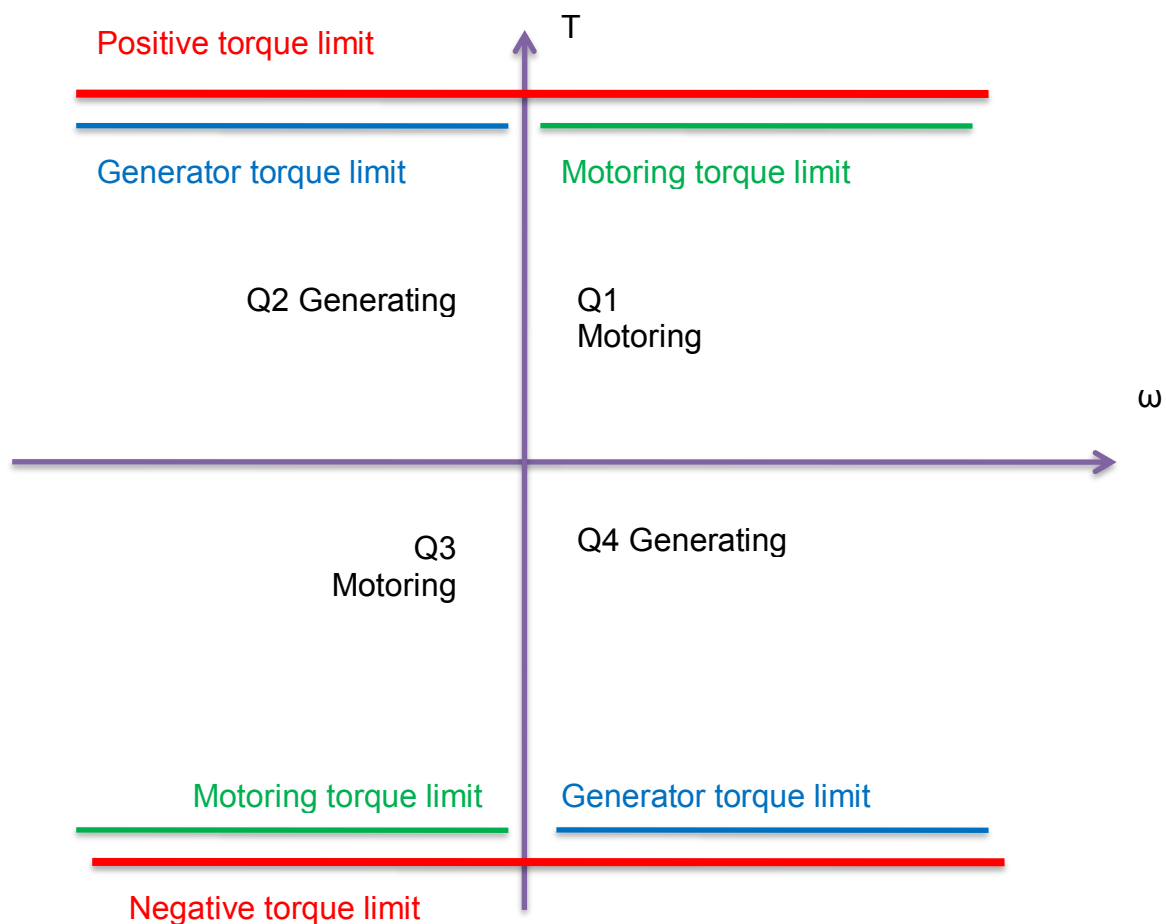 T
Positive torque limit
Generator torque limit
Motoring torque limit
Q2 Generating
Q1
Motoring
ω
Q3
Motoring
Q4 Generating
Motoring torque limit
Generator torque limit
Negative torque limit